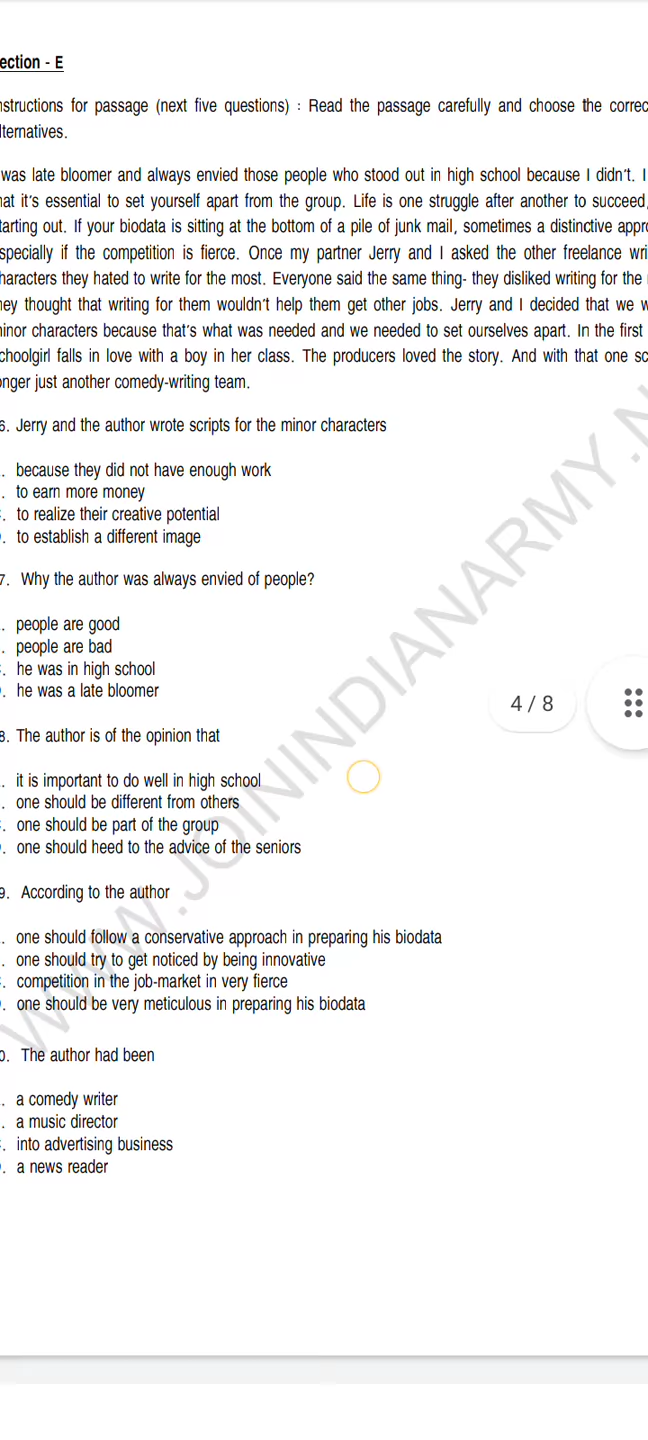 ection - E
nstructions for passage (next five questions) : Read the passage carefully and choose the correc
lternatives.
was late bloomer and always envied those people who stood out in high school because I didn't. I
hat it's essential to set yourself apart from the group. Life is one struggle after another to succeed,
tarting out. If your biodata is sitting at the bottom of a pile of junk mail, sometimes a distinctive appro
specially if the competition is fierce. Once my partner Jerry and I asked the other freelance wri
haracters they hated to write for the most. Everyone said the same thing- they disliked writing for the
hey thought that writing for them wouldn't help them get other jobs. Jerry and I decided that we w
inor characters because that's what was needed and we needed to set ourselves apart. In the first
choolgirl falls in love with a boy in her class. The producers loved the story. And with that one sc
onger just another comedy-writing team.
6. Jerry and the author wrote scripts for the minor characters
. because they did not have enough work
. to earn more money
. to realize their creative potential
. to establish a different image
7. Why the author was always envied of people?
. people are good
. people are bad
. he was in high school
. he was a late bloomer
4 / 8
8. The author is of the opinion that
. it is important to do well in high school
. one should be different from others
. one should be part of the group
. one should heed to the advice of the seniors
9. According to the author
. one should follow a conservative approach in preparing his biodata
. one should try to get noticed by being innovative
. competition in the job-market in very fierce
. one should be very meticulous in preparing his biodata
0. The author had been
. a comedy writer
. a music director
. into advertising business
. a news reader
WWW.JOININDIANARMY.N